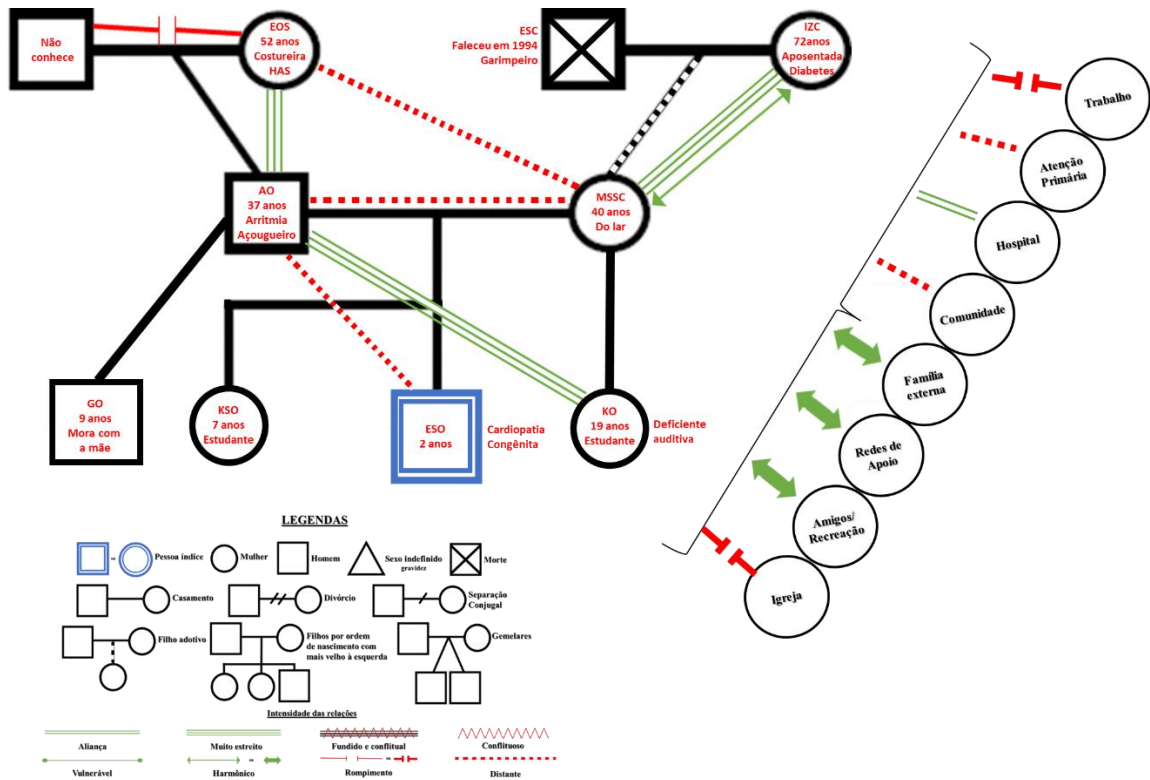 Não
conhece
EOS
52 anos
Costureira
HAS
ESC
Faleceu em 1994
Garimpeiro
IZC
72anos
Aposentada
Diabetes
AO
37 anos
Arritmia
Açougueiro
MSSC
40 anos
Do lar
GO
9 anos
Mora com
a mãe
KSO
7 anos
Estudante
ESO
2 anos
Cardiopatia
Congênita
KO
19 anos
Estudante
Deficiente
auditiva
Trabalho
Atenção
Primária
Hospital
Comunidade
Família
externa
Redes de
Apoio
Amigos/
Recreação
Igreja
LEGENDAS
ou
Pessoa índice
Mulher
Homem
Sexo indefinido
gravidez
Morte
Casamento
Divórcio
Separação
Conjugal
Filho adotivo
Filhos por ordem
de nascimento com
mais velho à esquerda
Gemelares
Intensidade das relações
Aliança
Muito estreito
Fundido e conflitual
Conflituoso
Vulnerável
ou
Harmônico
ou
Rompimento
Distante